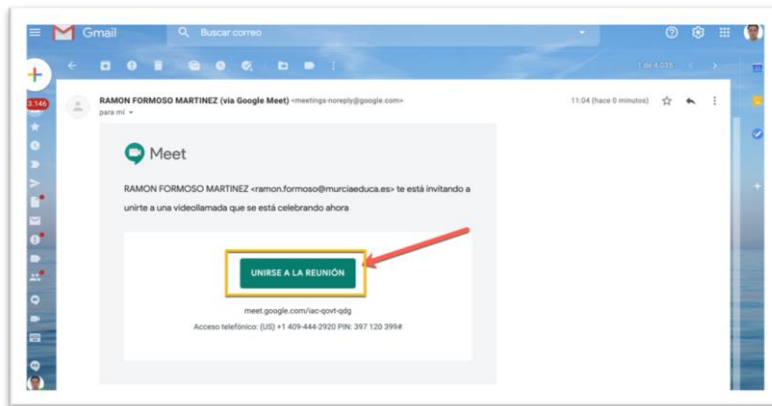 Gmail
Buscar correo
1 de 4.035
3.146
RAMON FORMOSO MARTINEZ (via Google Meet) <meetings-noreply@google.com>
11:04 (hace 0 minutos)
para mí
Meet
RAMON FORMOSO MARTINEZ <ramon.formoso@murciaeduca.es> te está invitando a
unirte a una videollamada que se está celebrando ahora
UNIRSE A LA REUNIÓN
meet.google.com/iac-qovt-qdg
Acceso telefónico: (US) +1 409-444-2920 PIN: 397 120 399#